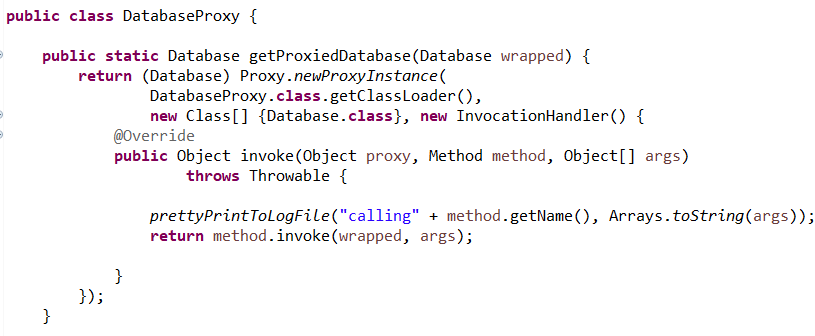 public class DatabaseProxy {
public static Database getProxiedDatabase(Database wrapped) {
return (Database) Proxy.newProxyInstance(
DatabaseProxy.class.getClassLoader(),
new Class[] {Database.class}, new InvocationHandler() {
@Override
public Object invoke(Object proxy, Method method, Object[] args)
throws Throwable {
prettyPrintToLogFile("calling" + method.getName(), Arrays.toString(args));
return method.invoke(wrapped, args);
}
});
}